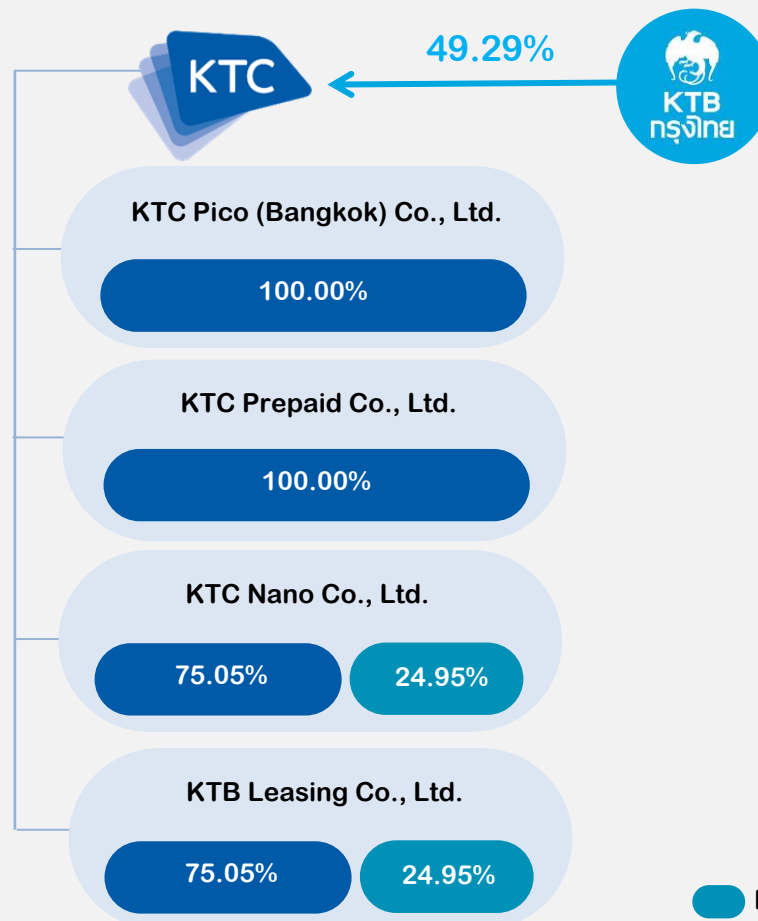 KTC
49.29%
KTB
กรุงไทย
KTC Pico (Bangkok) Co., Ltd.
100.00%
KTC Prepaid Co., Ltd.
100.00%
KTC Nano Co., Ltd.
75.05%
24.95%
KTB Leasing Co., Ltd.
75.05%
24.95%